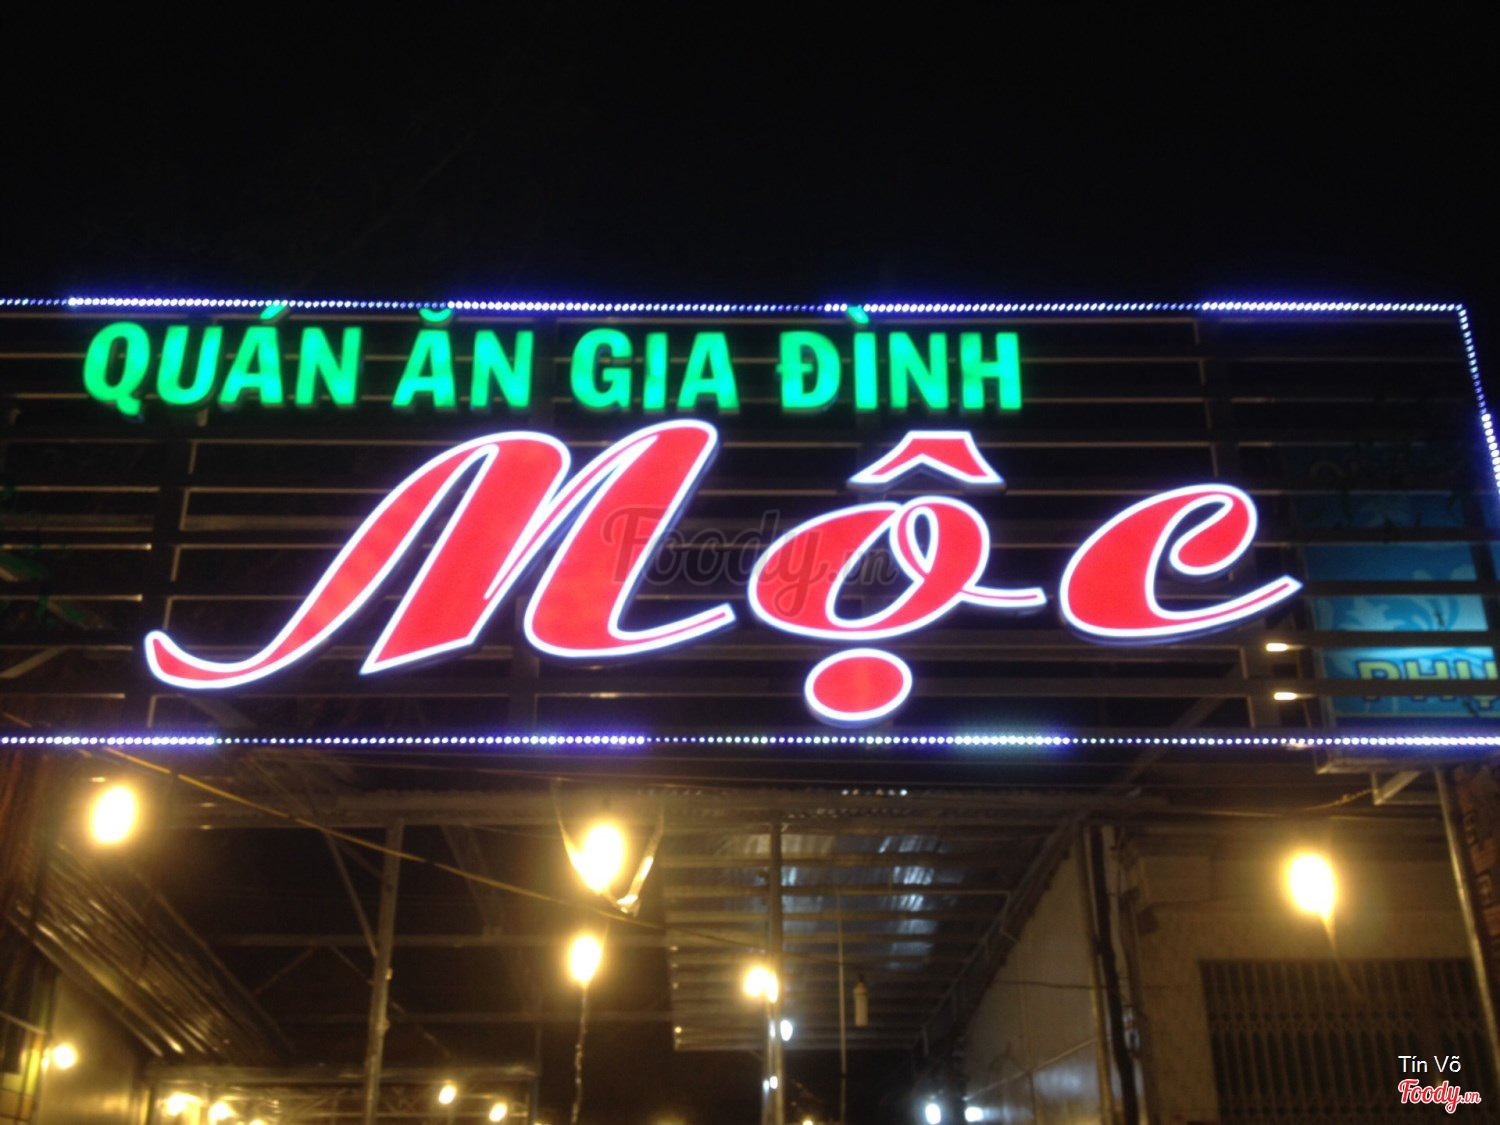 QUÁN ĂN GIA ĐÌNH
Mộc
Foody.vn
Tín Võ
Foody.vn